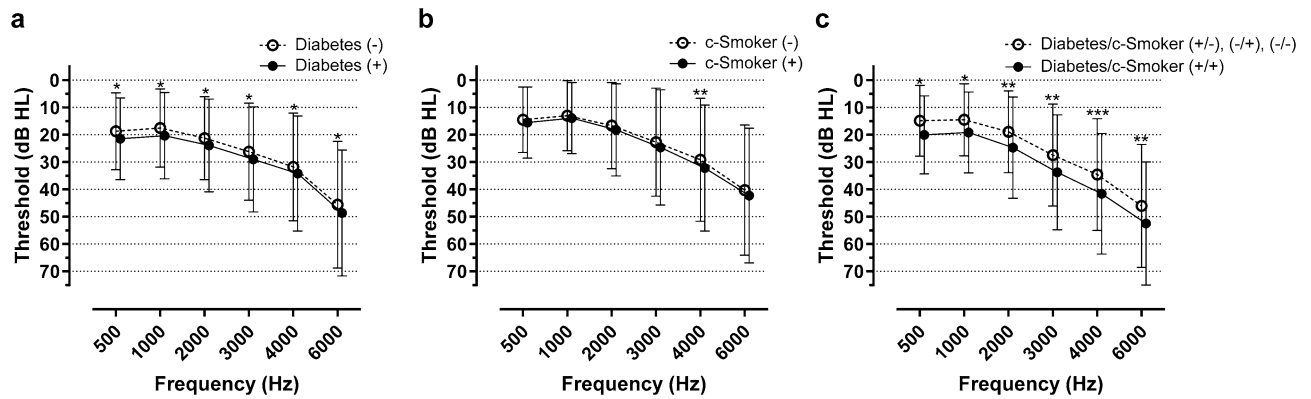 a
Diabetes (-)
Diabetes (+)
0
10
20
30
40
50
60
70
Threshold (dB HL)
* * * * * *
500 1000 2000 3000 4000 6000
Frequency (Hz)
b
c-Smoker (-)
c-Smoker (+)
0
10
20
30
40
50
60
70
Threshold (dB HL)
**
500 1000 2000 3000 4000 6000
Frequency (Hz)
c
Diabetes/c-Smoker (+/-), (-/+), (-/-)
Diabetes/c-Smoker (+/+)
0
10
20
30
40
50
60
70
Threshold (dB HL)
* * ** ** *** **
500 1000 2000 3000 4000 6000
Frequency (Hz)